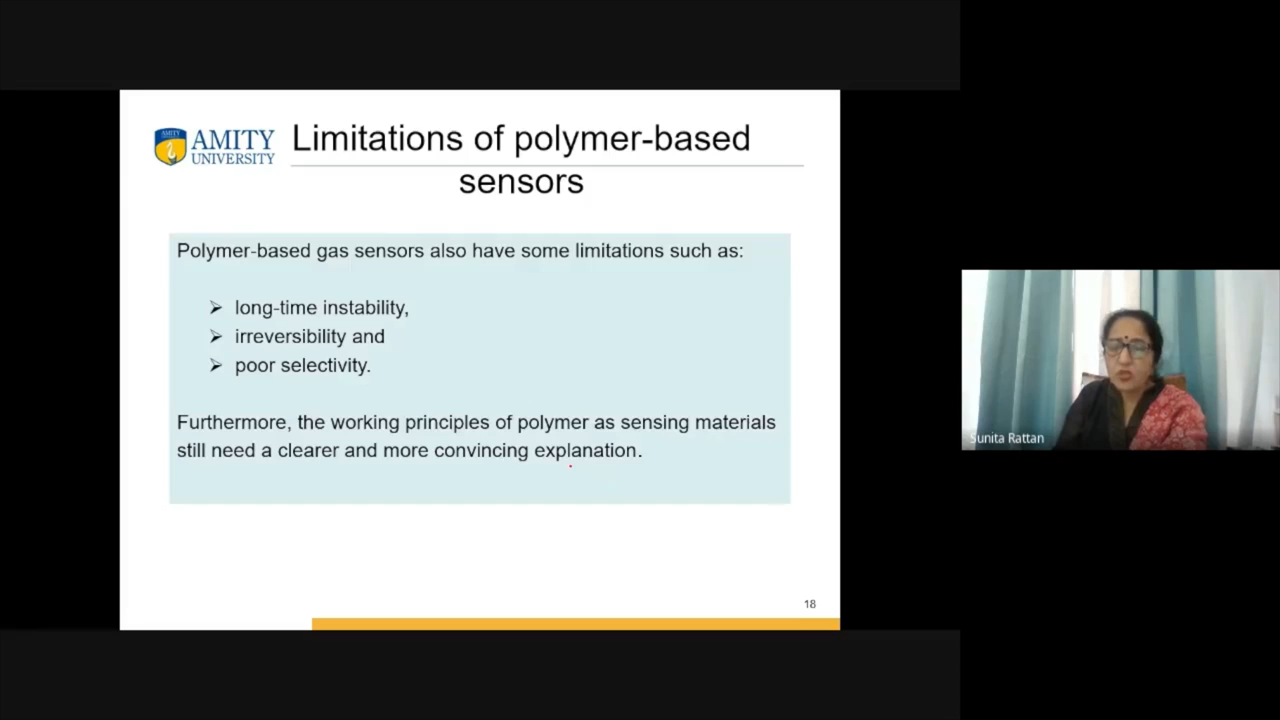 AMITY
AMITY
UNIVERSITY
Limitations of polymer-based
sensors
Polymer-based gas sensors also have some limitations such as:
➢ long-time instability,
➢ irreversibility and
➢ poor selectivity.
Furthermore, the working principles of polymer as sensing materials
still need a clearer and more convincing explanation.
18
Sunita Rattan